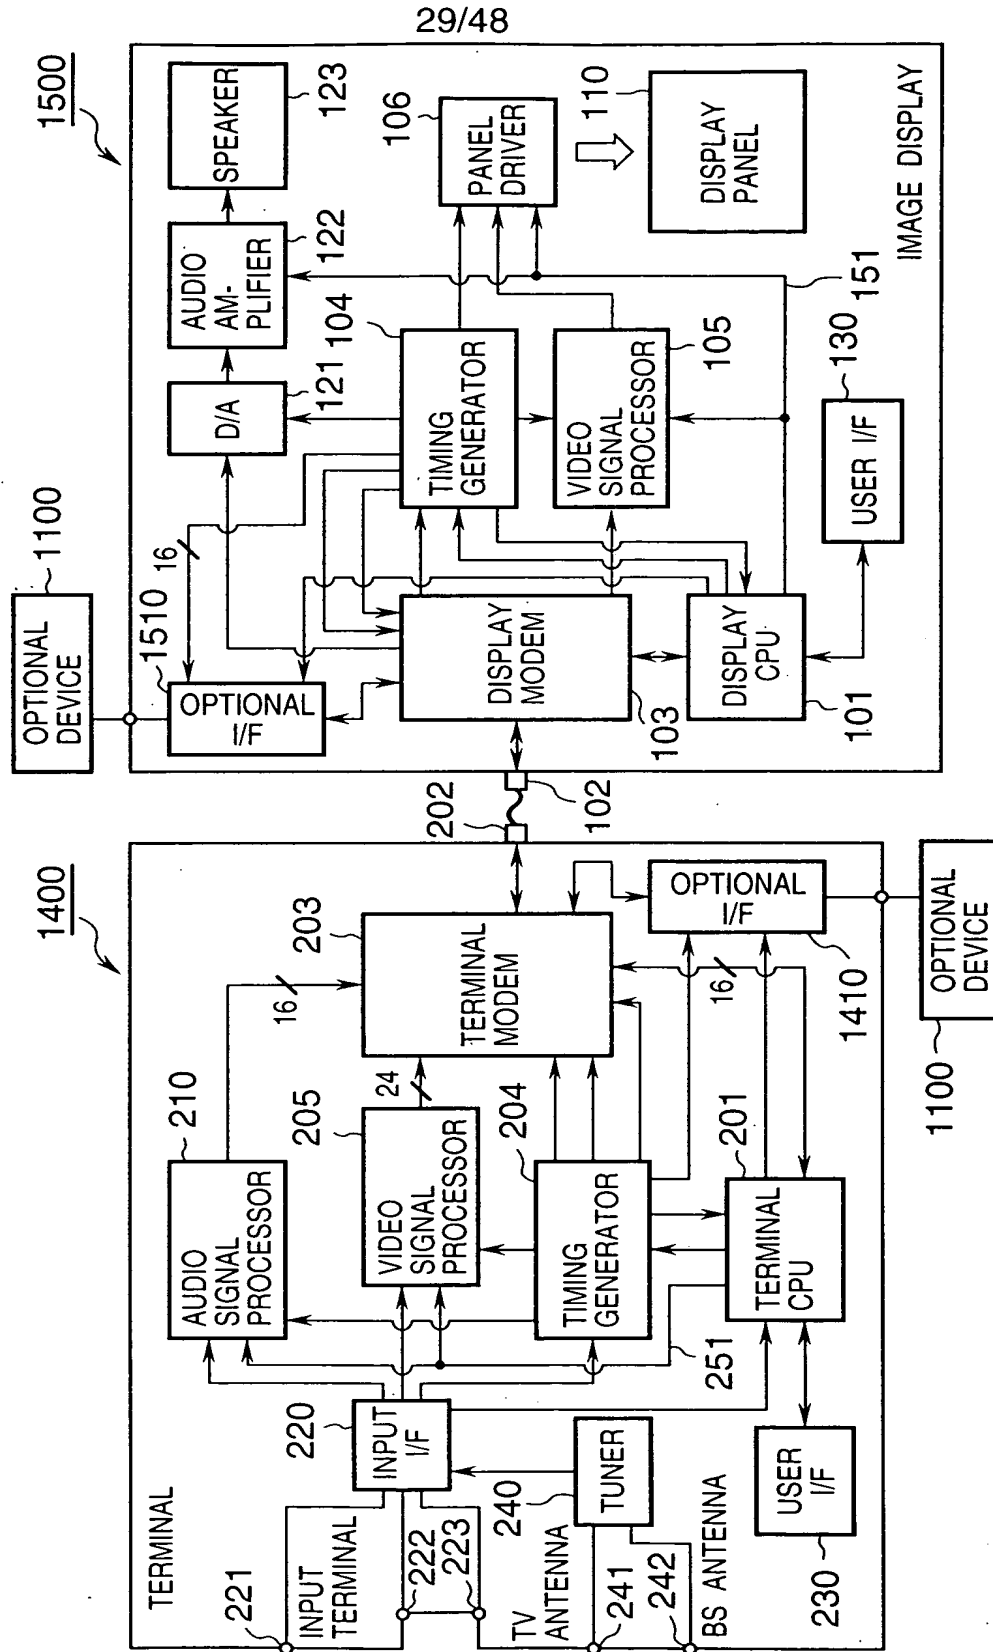 29/48
1500
SPEAKER
123
AUDIO
AM-
PLIFIER
122
D/A
121
106
PANEL
DRIVER
110
DISPLAY
PANEL
104
TIMING
GENERATOR
VIDEO
SIGNAL
PROCESSOR
105
151
130
USER I/F
IMAGE DISPLAY
16
1100
OPTIONAL
DEVICE
1510
OPTIONAL
I/F
DISPLAY
MODEM
103
DISPLAY
CPU
101
102
202
1400
TERMINAL
203
TERMINAL
MODEM
16
OPTIONAL
I/F
1410
OPTIONAL
DEVICE
1100
16
210
AUDIO
SIGNAL
PROCESSOR
205
VIDEO
SIGNAL
PROCESSOR
24
204
TIMING
GENERATOR
201
TERMINAL
CPU
251
220
INPUT
I/F
240
TUNER
USER
I/F
230
221
INPUT
TERMINAL
222
223
TV
ANTENNA
241
242
BS ANTENNA